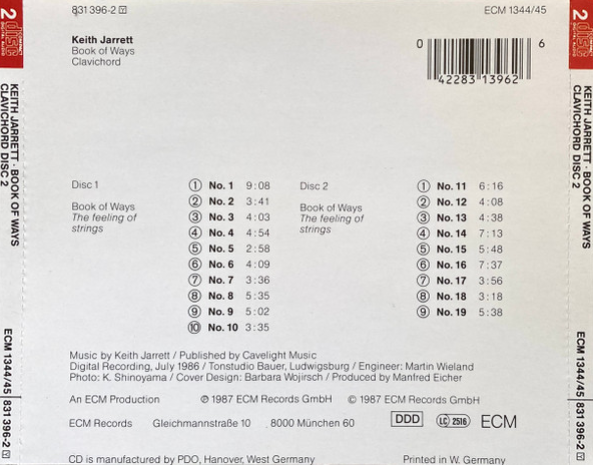 2 COMPACT disc DIGITAL AUDIO
KEITH JARRETT · BOOK OF WAYS
CLAVICHORD DISC 2
ECM 1344/45 831 396-2 Y
831 396-2 Y
ECM 1344/45
Keith Jarrett
Book of Ways
Clavichord
0 42283 13962 6
Disc 1
Book of Ways
The feeling of
strings
1 No. 1 9:08
2 No. 2 3:41
3 No. 3 4:03
4 No. 4 4:54
5 No. 5 2:58
6 No. 6 4:09
7 No. 7 3:36
8 No. 8 5:35
9 No. 9 5:02
10 No. 10 3:35
Disc 2
Book of Ways
The feeling of
strings
1 No. 11 6:16
2 No. 12 4:08
3 No. 13 4:38
4 No. 14 7:13
5 No. 15 5:48
6 No. 16 7:37
7 No. 17 3:56
8 No. 18 3:18
9 No. 19 5:38
Music by Keith Jarrett / Published by Cavelight Music
Digital Recording, July 1986 / Tonstudio Bauer, Ludwigsburg / Engineer: Martin Wieland
Photo: K. Shinoyama / Cover Design: Barbara Wojirsch / Produced by Manfred Eicher
An ECM Production ℗ 1987 ECM Records GmbH © 1987 ECM Records GmbH
ECM Records Gleichmannstraße 10 8000 München 60 DDD LC 2516 ECM
CD is manufactured by PDO, Hanover, West Germany Printed in W. Germany
2 COMPACT disc DIGITAL AUDIO
KEITH JARRETT · BOOK OF WAYS
CLAVICHORD DISC 2
ECM 1344/45 831 396-2 Y